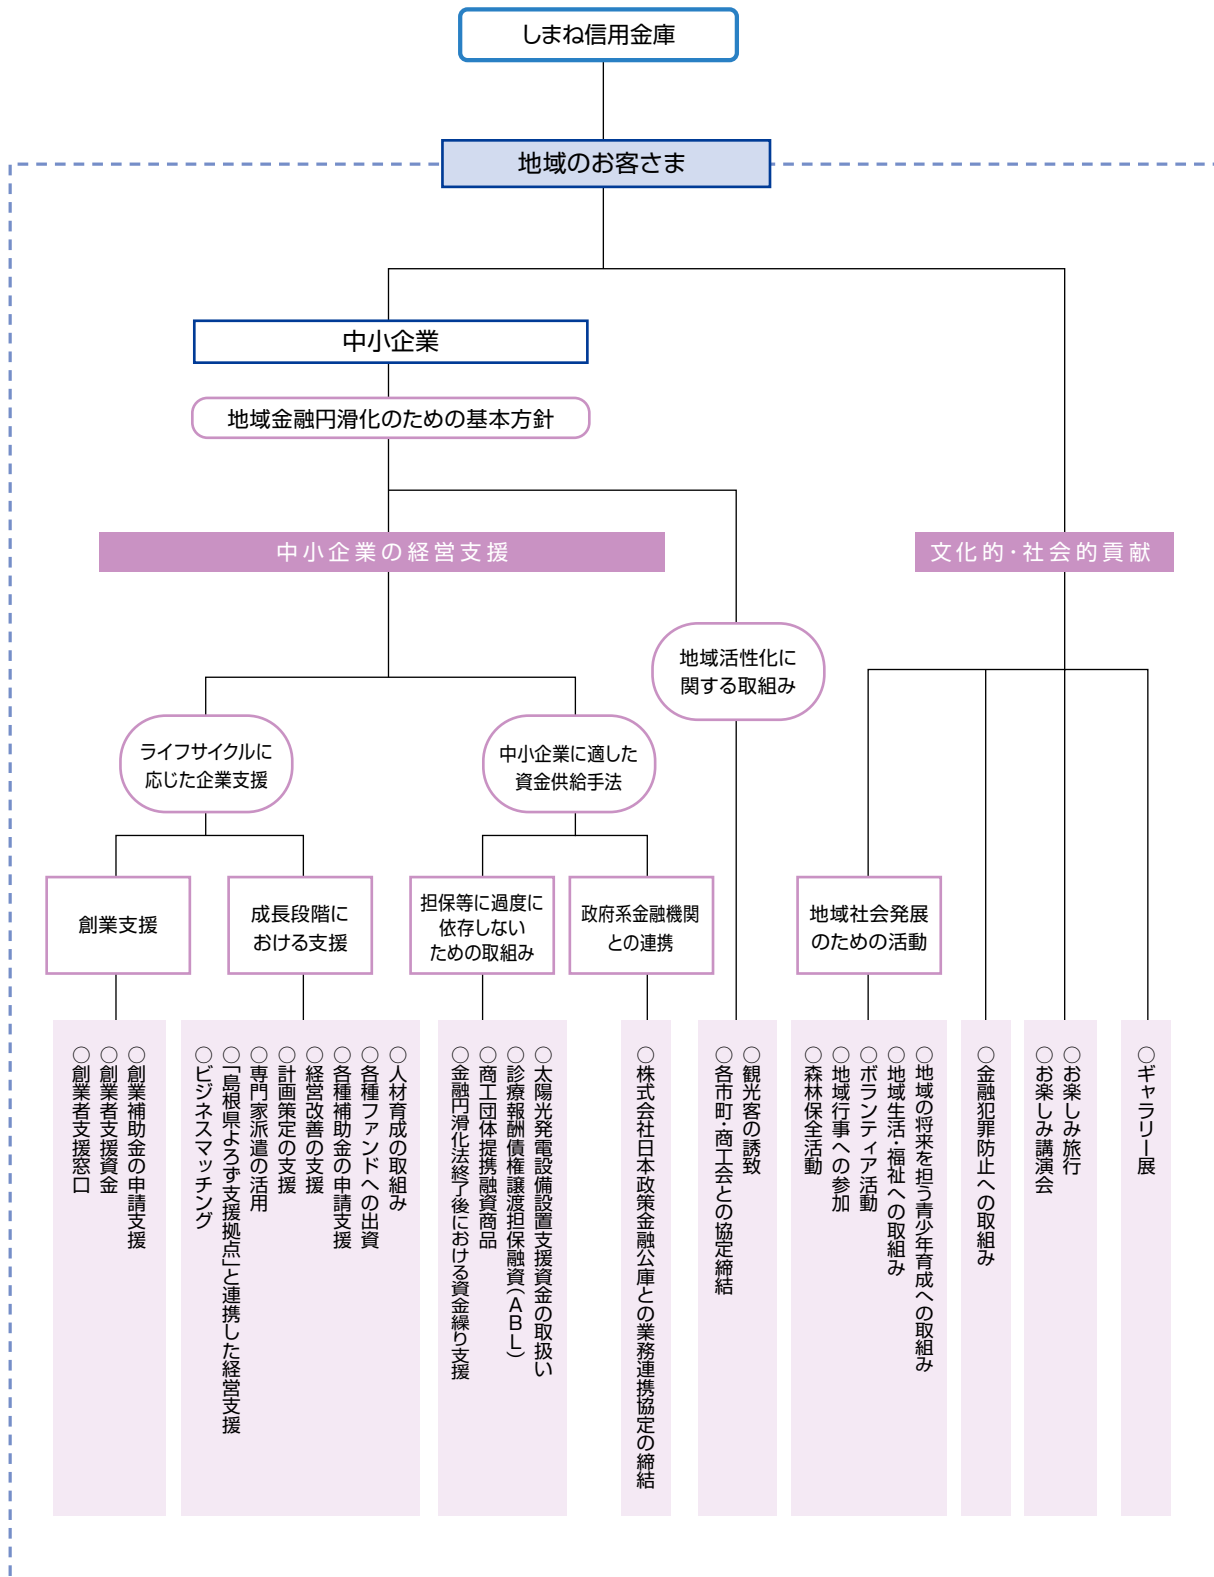 しまね信用金庫
地域のお客さま
中小企業
地域金融円滑化のための基本方針
中小企業の経営支援
文化的・社会的貢献
地域活性化に
関する取組み
ライフサイクルに
応じた企業支援
中小企業に適した
資金供給手法
創業支援
成長段階に
おける支援
担保等に過度に
依存しない
ための取組み
政府系金融機関
との連携
地域社会発展
のための活動
○創業補助金の申請支援
○創業者支援資金
○創業者支援窓口
○人材育成の取組み
○各種ファンドへの出資
○各種補助金の申請支援
○経営改善の支援
○計画策定の支援
○専門家派遣の活用
○「島根県よろず支援拠点」と連携した経営支援
○ビジネスマッチング
○太陽光発電設備設置支援資金の取扱い
○診療報酬債権譲渡担保融資(ABL)
○商工団体提携融資商品
○金融円滑化法終了後における資金繰り支援
○株式会社日本政策金融公庫との業務連携協定の締結
○観光客の誘致
○各市町・商工会との協定締結
○地域の将来を担う青少年育成への取組み
○地域生活・福祉への取組み
○ボランティア活動
○地域行事への参加
○森林保全活動
○金融犯罪防止への取組み
○お楽しみ旅行
○お楽しみ講演会
○ギャラリー展